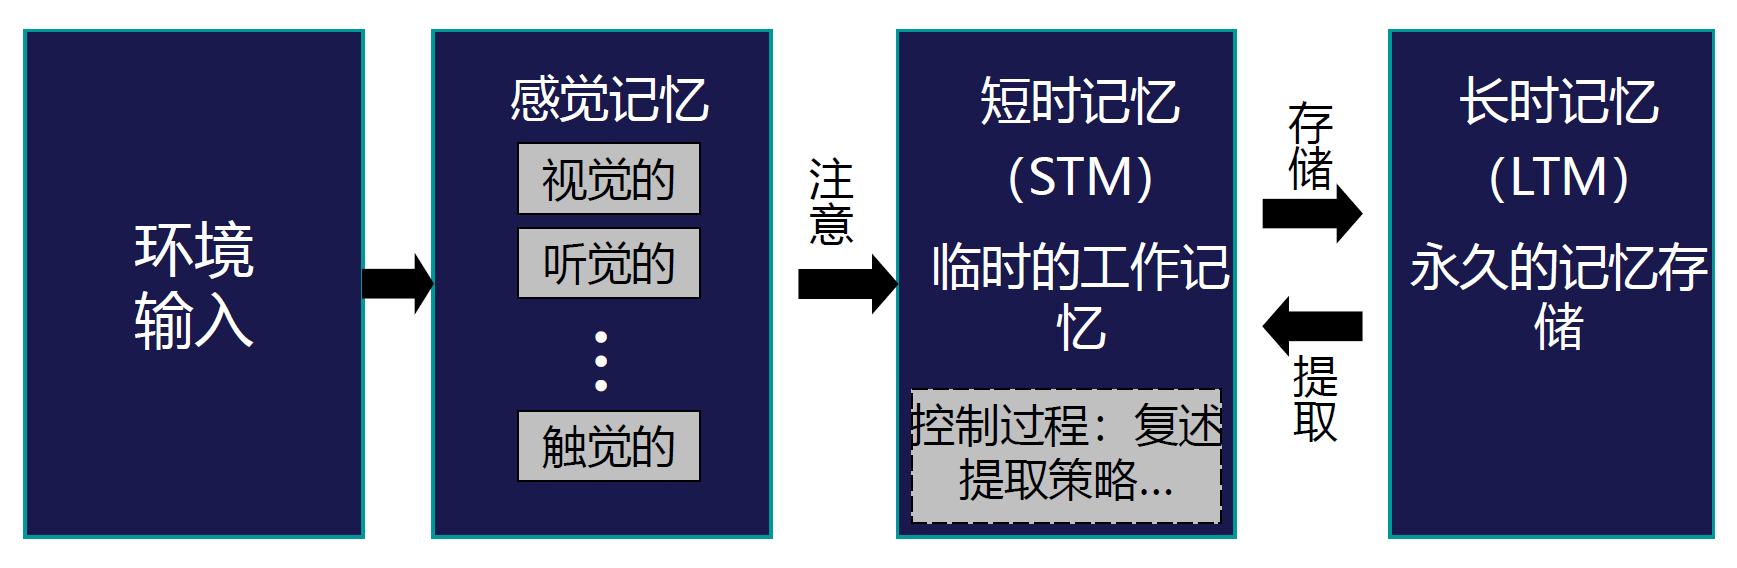 环境
输入
感觉记忆
视觉的
听觉的
触觉的
注
意
短时记忆
（STM）
临时的工作记
忆
控制过程：复述
提取策略...
存
储
提
取
长时记忆
（LTM）
永久的记忆存
储